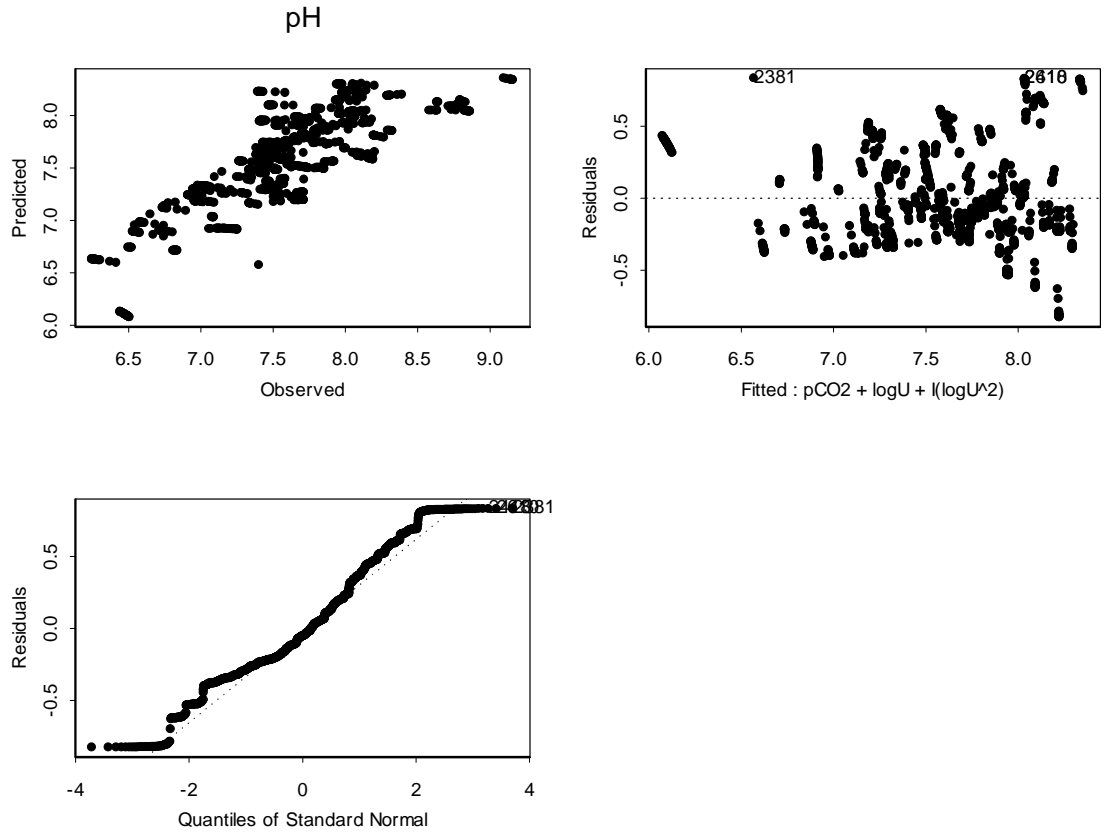 pH
Predicted
6.0 6.5 7.0 7.5 8.0
6.5 7.0 7.5 8.0 8.5 9.0
Observed
2381
Residuals
-0.5 0.0 0.5
6.0 6.5 7.0 7.5 8.0
Fitted : pCO2 + logU + I(logU^2)
Residuals
-0.5 0.0 0.5
-4 -2 0 2 4
Quantiles of Standard Normal